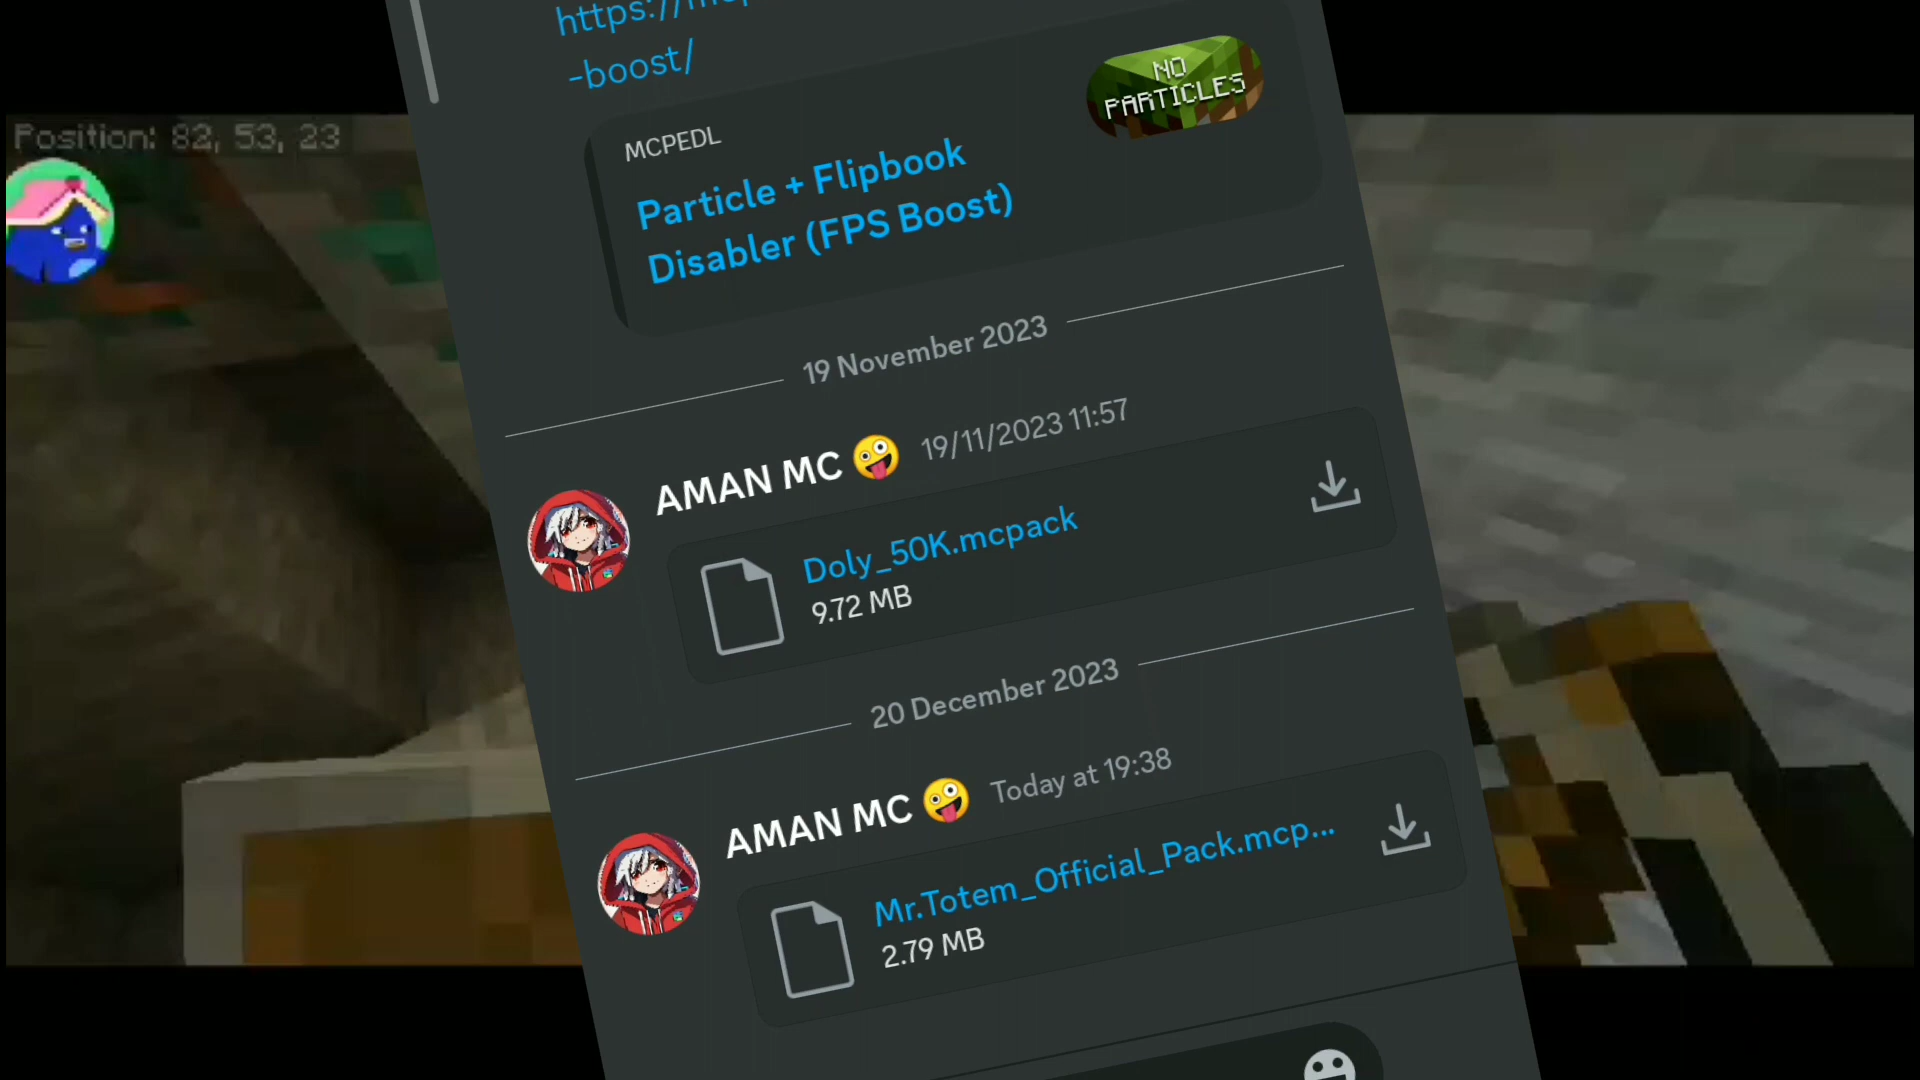 -boost/
Position: 82, 53, 23
NO
PARTICLES
MCPEDL
Particle + Flipbook
Disabler (FPS Boost)
19 November 2023
AMAN MC 🤪 19/11/2023 11:57
Doly_50K.mcpack
9.72 MB
20 December 2023
AMAN MC 🤪 Today at 19:38
Mr.Totem_Official_Pack.mcp...
2.79 MB